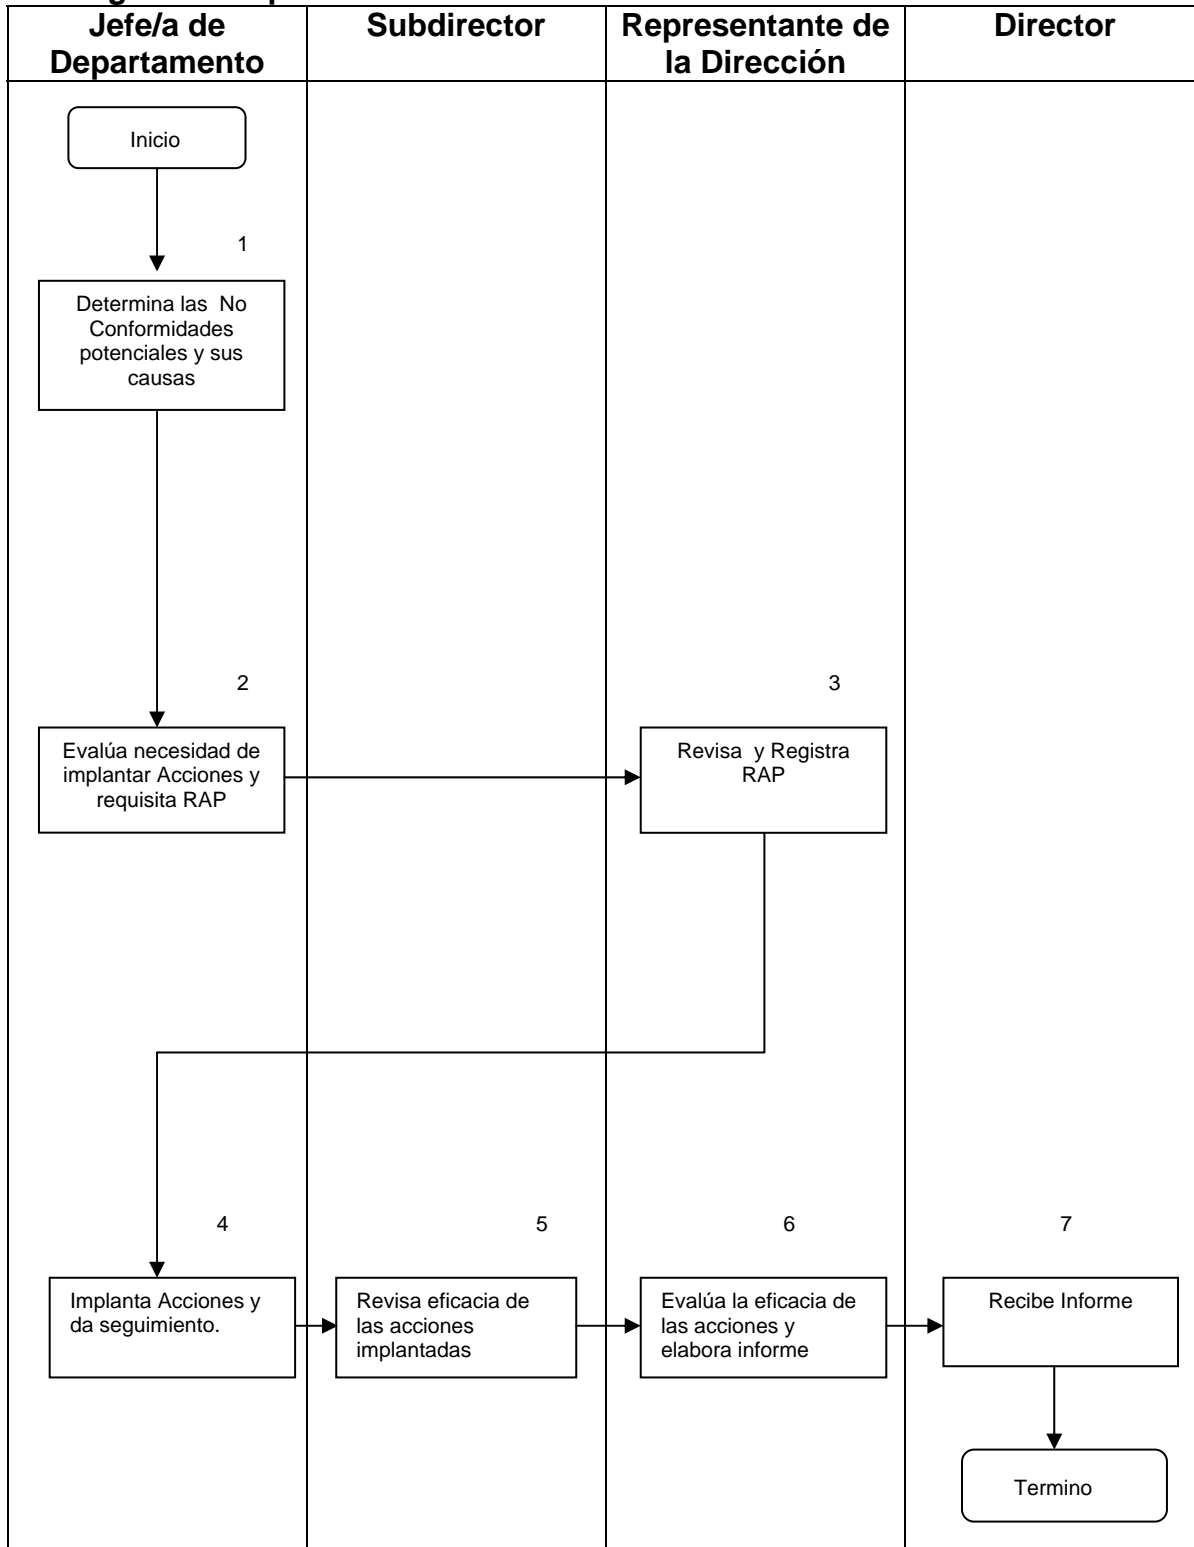 Jefe/a de
Departamento
Subdirector
Representante de
la Dirección
Director
Inicio
1
Determina las  No
Conformidades
potenciales y sus
causas
2
Evalúa necesidad de
implantar Acciones y
requisita RAP
3
Revisa  y Registra
RAP
4
Implanta Acciones y
da seguimiento.
5
Revisa eficacia de
las acciones
implantadas
6
Evalúa la eficacia de
las acciones y
elabora informe
7
Recibe Informe
Termino